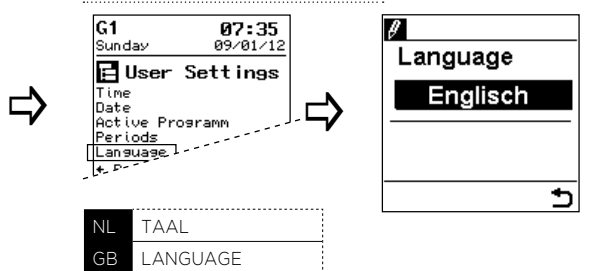 G1 07:35
Sunday 09/01/12
User Settings
Time
Date
Active Programm
Periods
Language
Language
Englisch
NL TAAL
GB LANGUAGE